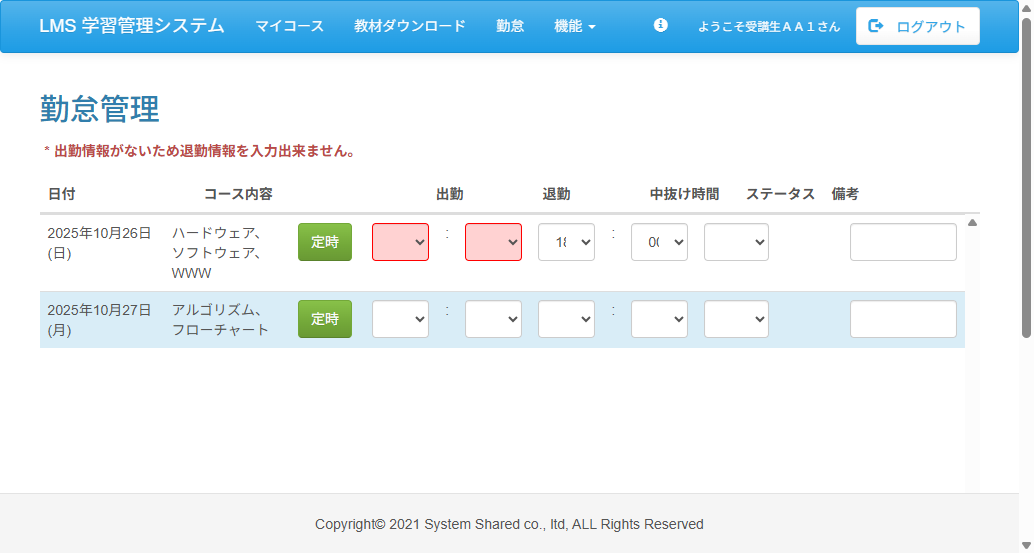 LMS 学習管理システム マイコース 教材ダウンロード 勤怠 機能 ようこそ受講生ＡＡ１さん ログアウト
勤怠管理
* 出勤情報がないため退勤情報を入力出来ません。
日付 コース内容 出勤 退勤 中抜け時間 ステータス 備考
2025年10月26日 ハードウェア、 定時 : 18 : 00
(日) ソフトウェア、
WWW
2025年10月27日 アルゴリズム、 定時 : :
(月) フローチャート
Copyright© 2021 System Shared co., ltd, ALL Rights Reserved